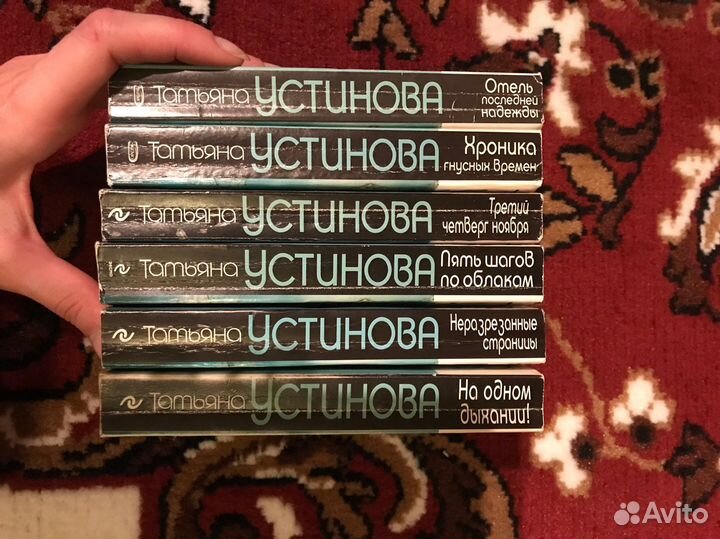 Татьяна УСТИНОВА Отель
последней
надежды
Татьяна УСТИНОВА Хроника
гнусных времен
Татьяна УСТИНОВА Третий
четверг ноября
Татьяна УСТИНОВА Пять шагов
по облакам
Татьяна УСТИНОВА Неразрезанные
страницы
Татьяна УСТИНОВА На одном
дыхании!
Avito